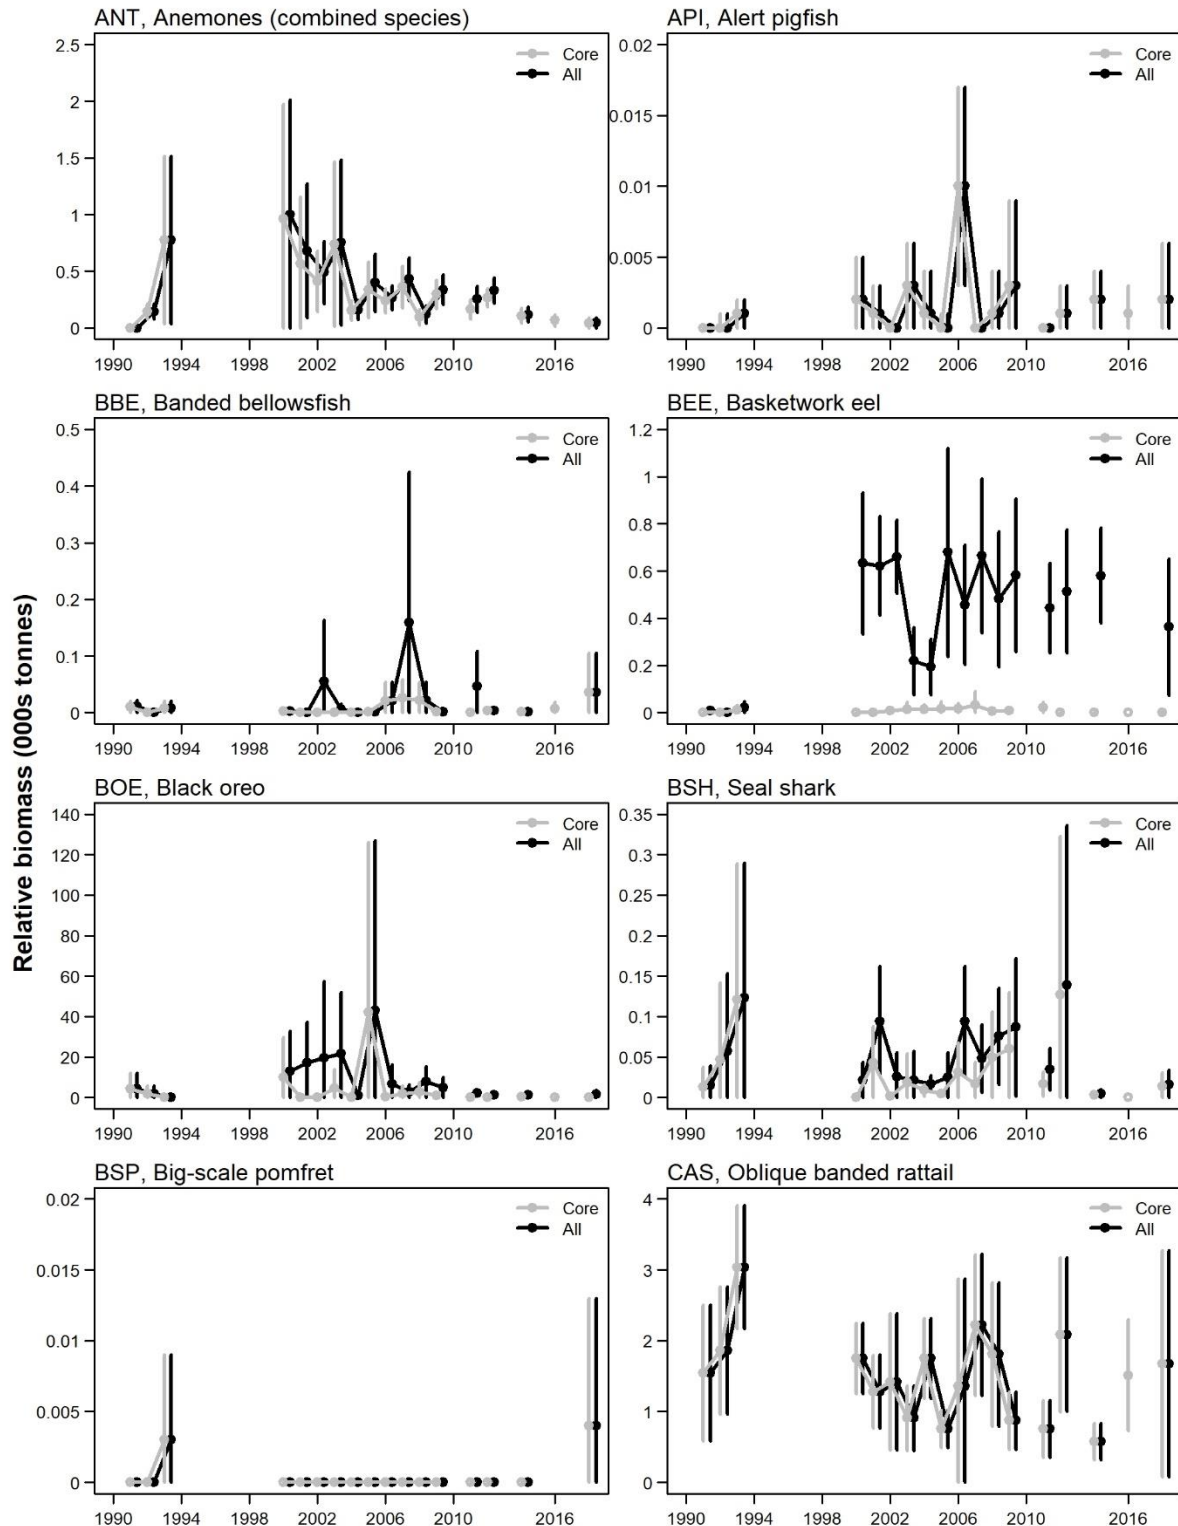 ANT, Anemones (combined species)
2.5
2
1.5
1
0.5
0
Core
All
1990 1994 1998 2002 2006 2010 2016
API, Alert pigfish
0.02
0.015
0.01
0.005
0
Core
All
1990 1994 1998 2002 2006 2010 2016
BBE, Banded bellowsfish
0.5
0.4
0.3
0.2
0.1
0
Core
All
1990 1994 1998 2002 2006 2010 2016
BEE, Basketwork eel
1.2
1
0.8
0.6
0.4
0.2
0
Core
All
1990 1994 1998 2002 2006 2010 2016
Relative biomass (000s tonnes)
BOE, Black oreo
140
120
100
80
60
40
20
0
Core
All
1990 1994 1998 2002 2006 2010 2016
BSH, Seal shark
0.35
0.3
0.25
0.2
0.15
0.1
0.05
0
Core
All
1990 1994 1998 2002 2006 2010 2016
BSP, Big-scale pomfret
0.02
0.015
0.01
0.005
0
Core
All
1990 1994 1998 2002 2006 2010 2016
CAS, Oblique banded rattail
4
3
2
1
0
Core
All
1990 1994 1998 2002 2006 2010 2016